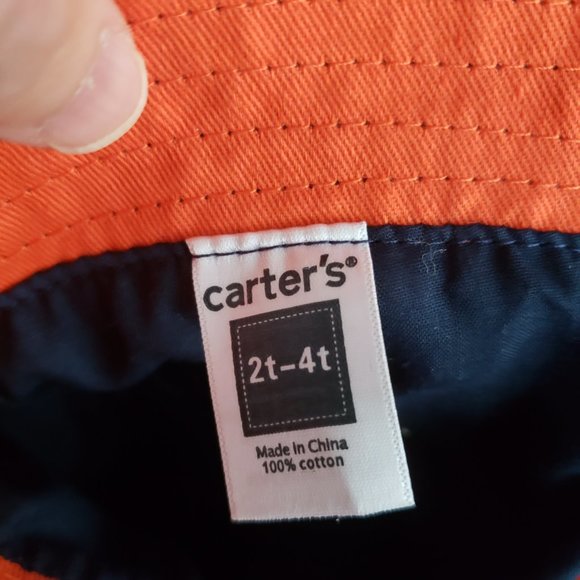 carter's®
2t-4t
Made in China
100% cotton